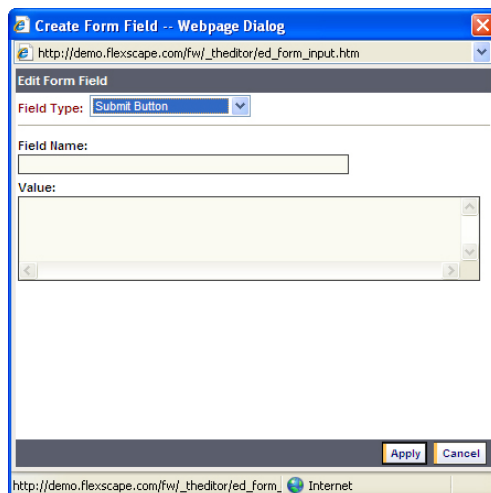 Create Form Field -- Webpage Dialog
http://demo.flexscape.com/fw/_theditor/ed_form_input.htm
Edit Form Field
Field Type: Submit Button
Field Name:
Value:
Apply Cancel
http://demo.flexscape.com/fw/_theditor/ed_form_ Internet